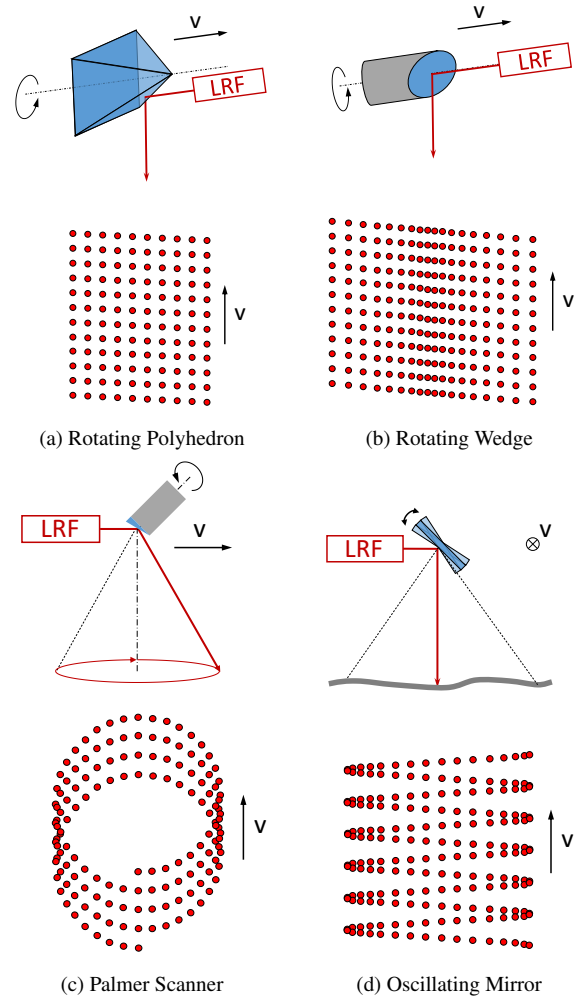 V
LRF
V
LRF
V
V
(a) Rotating Polyhedron
(b) Rotating Wedge
LRF
V
LRF
V
V
V
(c) Palmer Scanner
(d) Oscillating Mirror